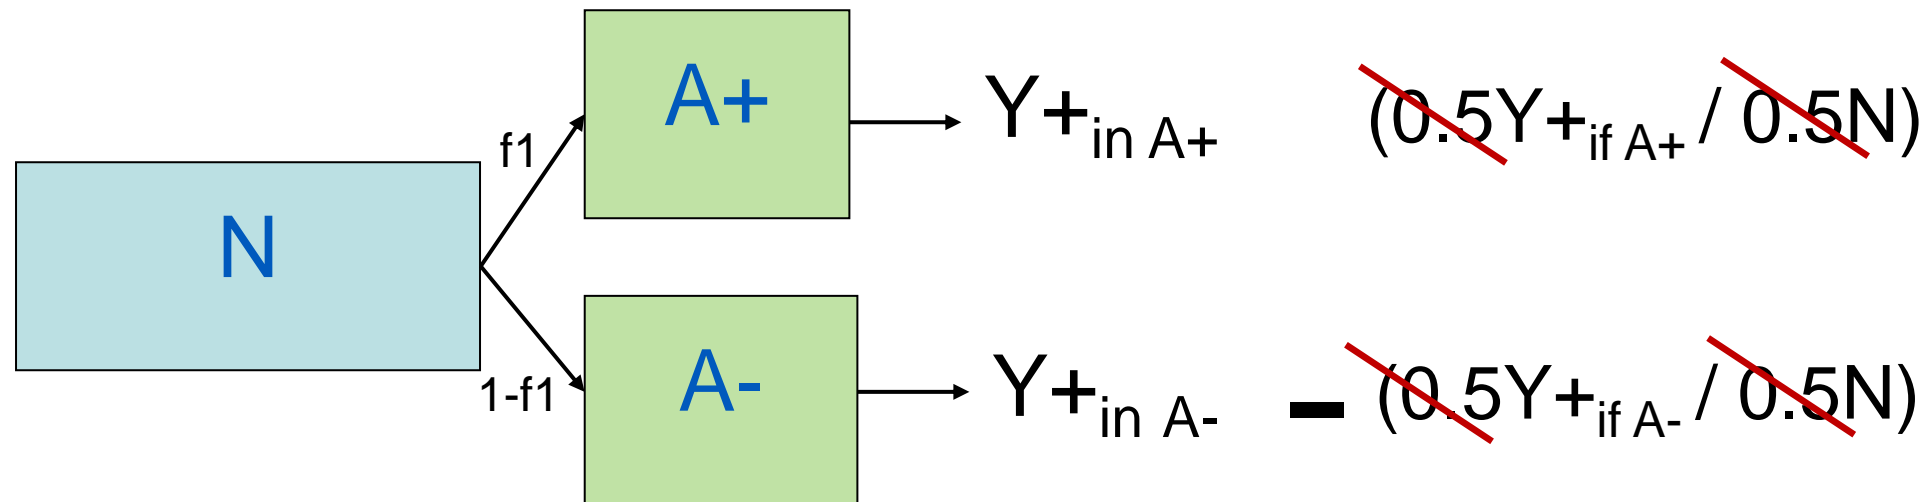 A+
Y+in A+
(0.5Y+if A+ / 0.5N)
f1
N
A-
1-f1
Y+in A-
- (0.5Y+if A- / 0.5N)